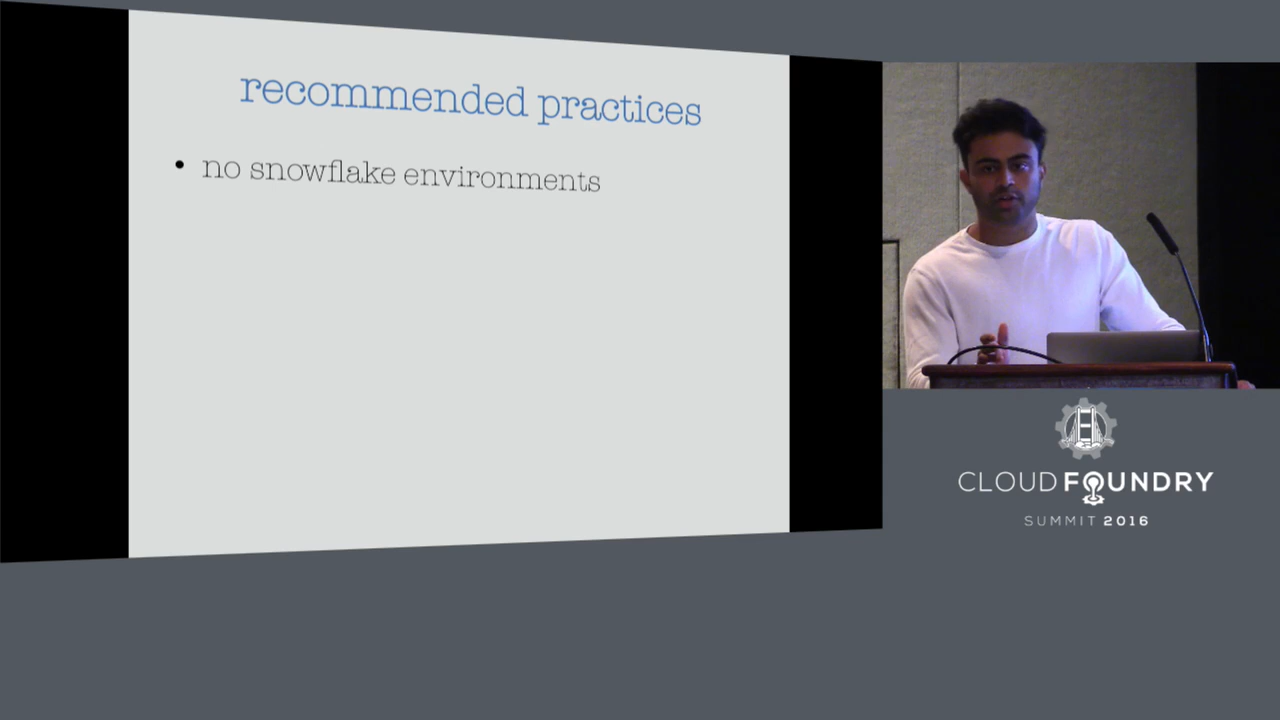 recommended practices
• no snowflake environments
CLOUD FOUNDRY
SUMMIT 2016